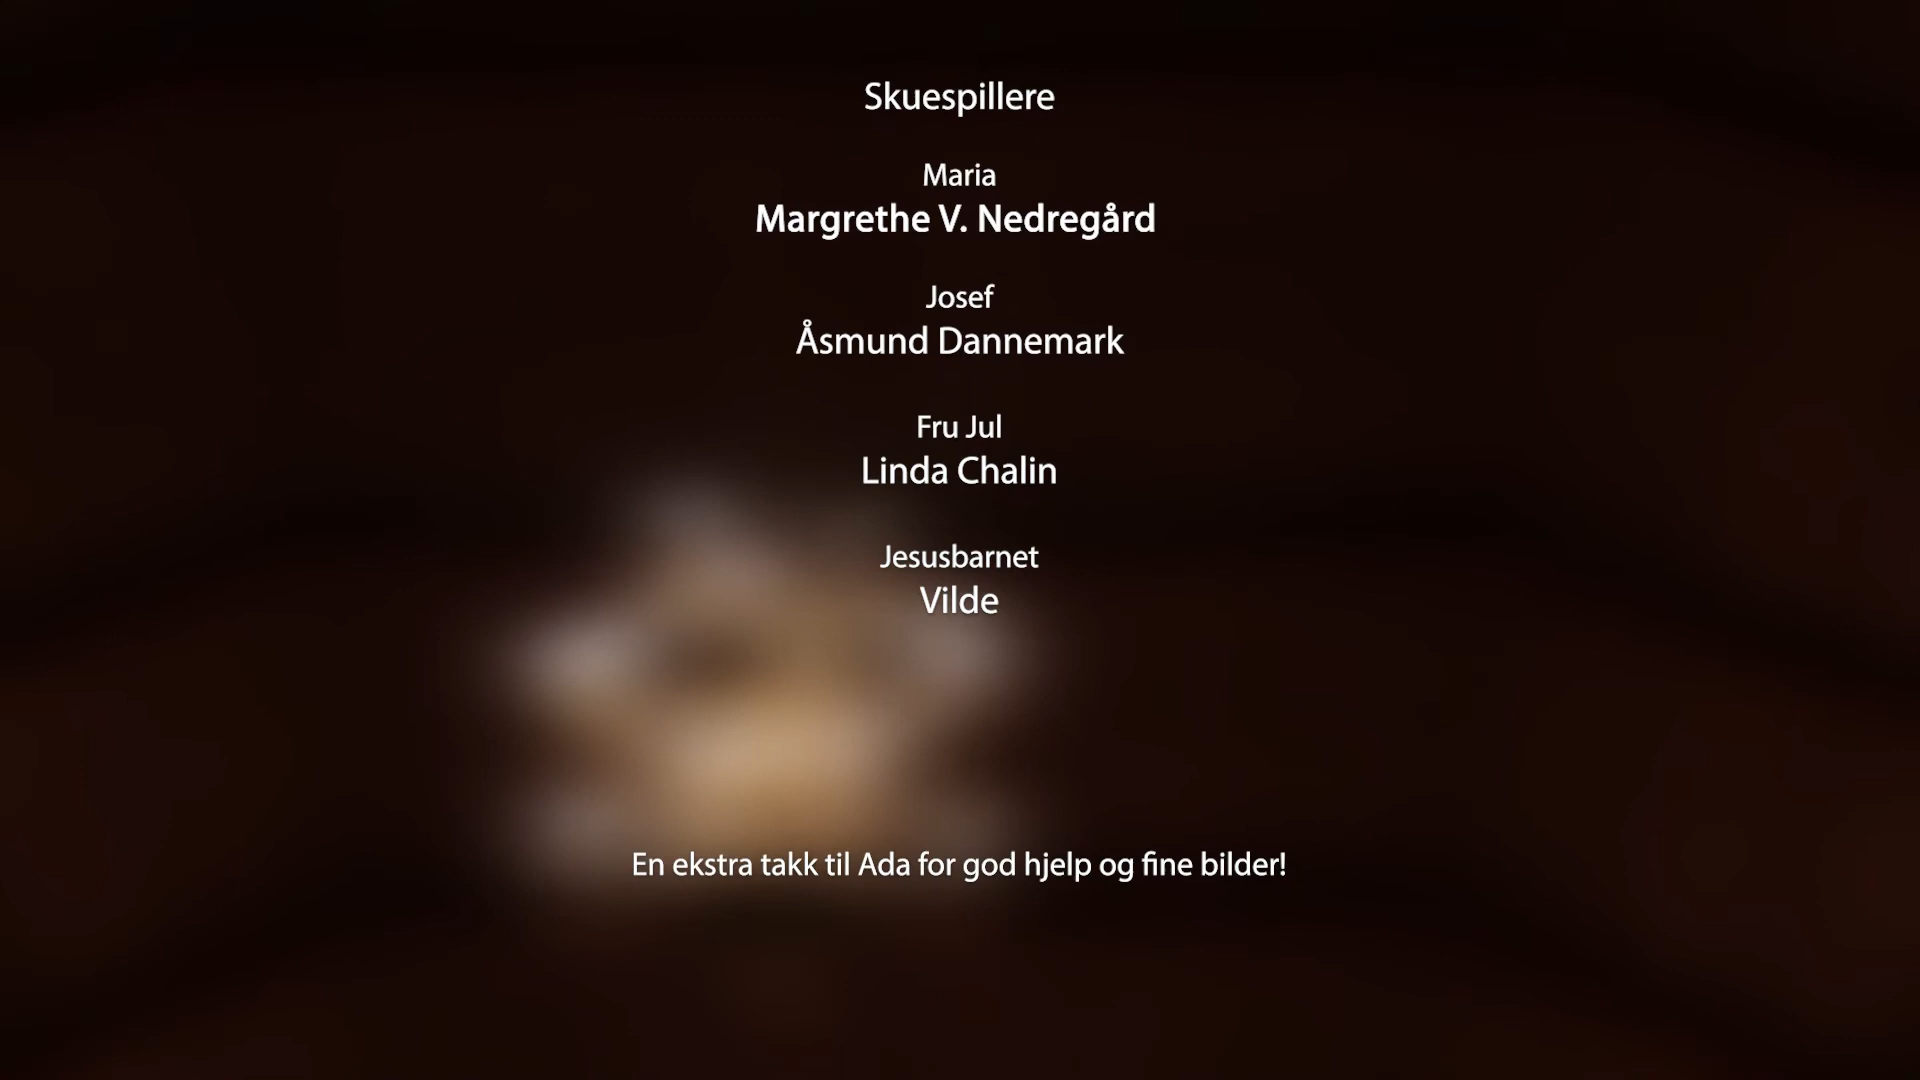 Skuespillere
Maria
Margrethe V. Nedregård
Josef
Åsmund Dannemark
Fru Jul
Linda Chalin
Jesusbarnet
Vilde
En ekstra takk til Ada for god hjelp og fine bilder!